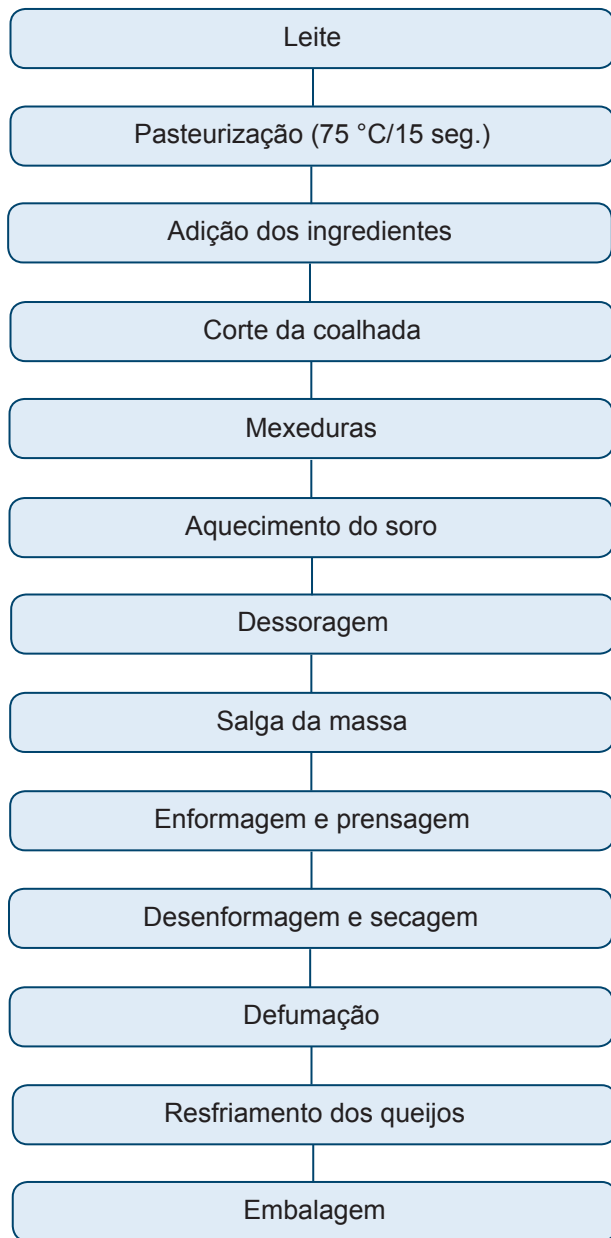 Leite
Pasteurização (75 °C/15 seg.)
Adição dos ingredientes
Corte da coalhada
Mexeduras
Aquecimento do soro
Dessoragem
Salga da massa
Enformagem e prensagem
Desenformagem e secagem
Defumação
Resfriamento dos queijos
Embalagem